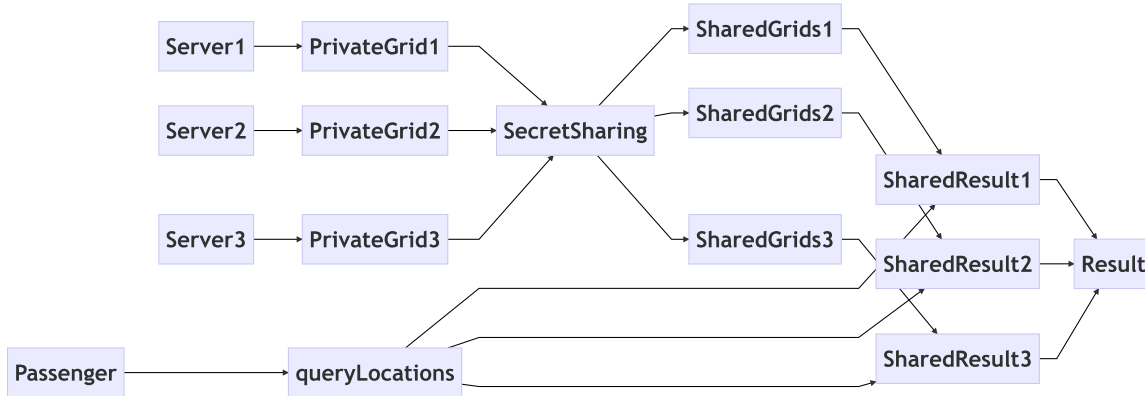 Server1
PrivateGrid1
SharedGrids1
Server2
PrivateGrid2
SecretSharing
SharedGrids2
SharedResult1
Server3
PrivateGrid3
SharedGrids3
SharedResult2
Result
Passenger
queryLocations
SharedResult3